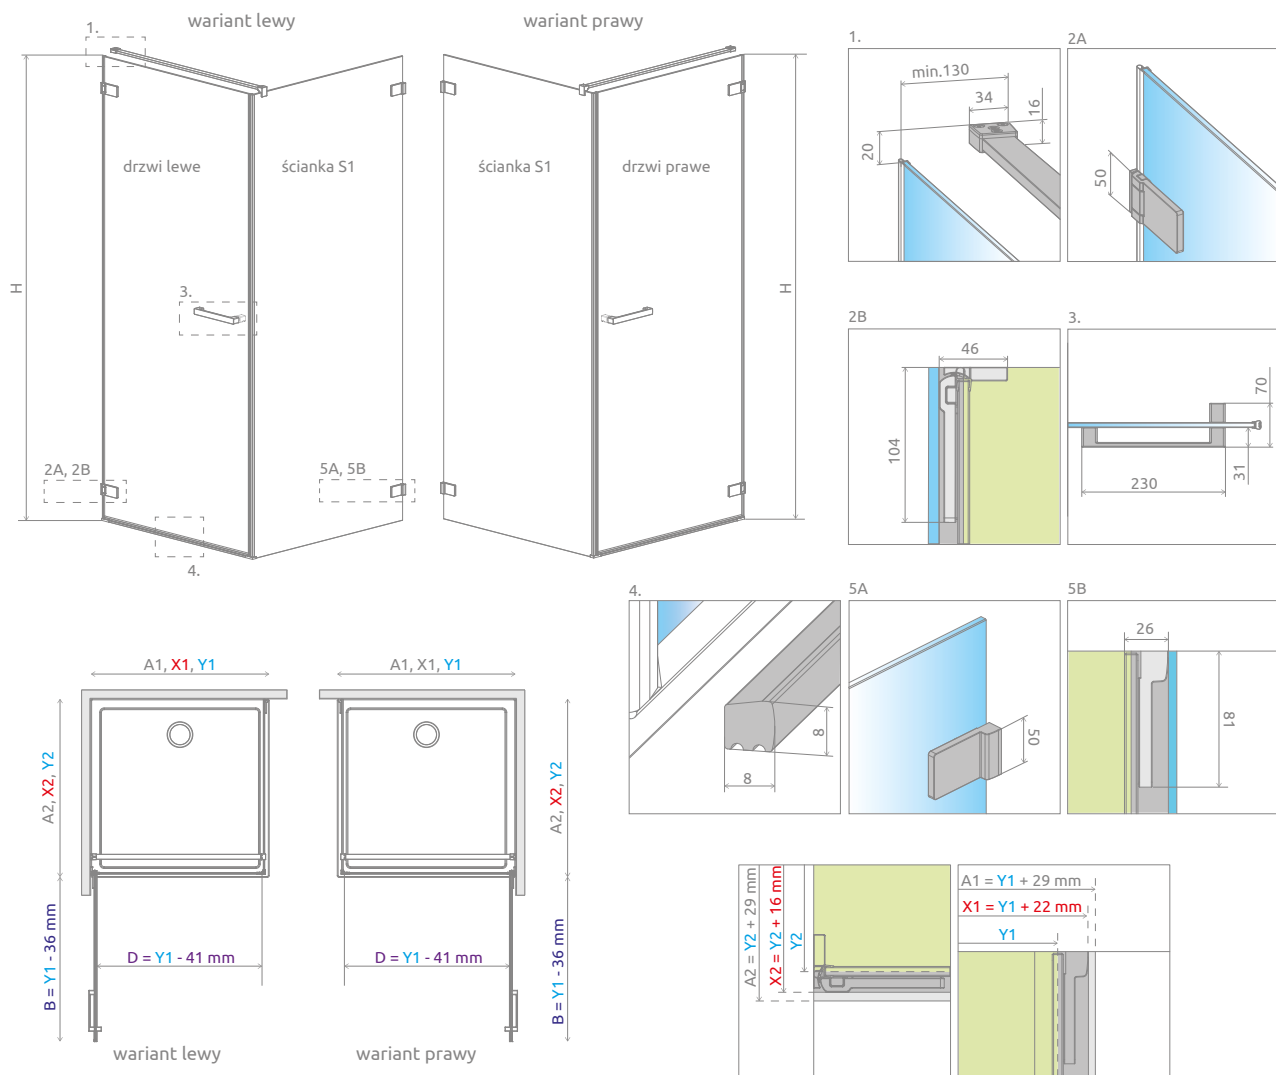 wariant lewy
wariant prawy
1.
drzwi lewe
ścianka S1
ścianka S1
drzwi prawe
H
H
3.
2A, 2B
5A, 5B
4.
1.
min.130
34
16
20
2A
50
2B
46
104
3.
70
31
230
4.
8
8
5A
50
5B
26
81
A1, X1, Y1
A1, X1, Y1
A2, X2, Y2
A2, X2, Y2
D = Y1 - 41 mm
D = Y1 - 41 mm
B = Y1 - 36 mm
B = Y1 - 36 mm
wariant lewy
wariant prawy
A2 = Y2 + 29 mm
X2 = Y2 + 16 mm
Y2
A1 = Y1 + 29 mm
X1 = Y1 + 22 mm
Y1